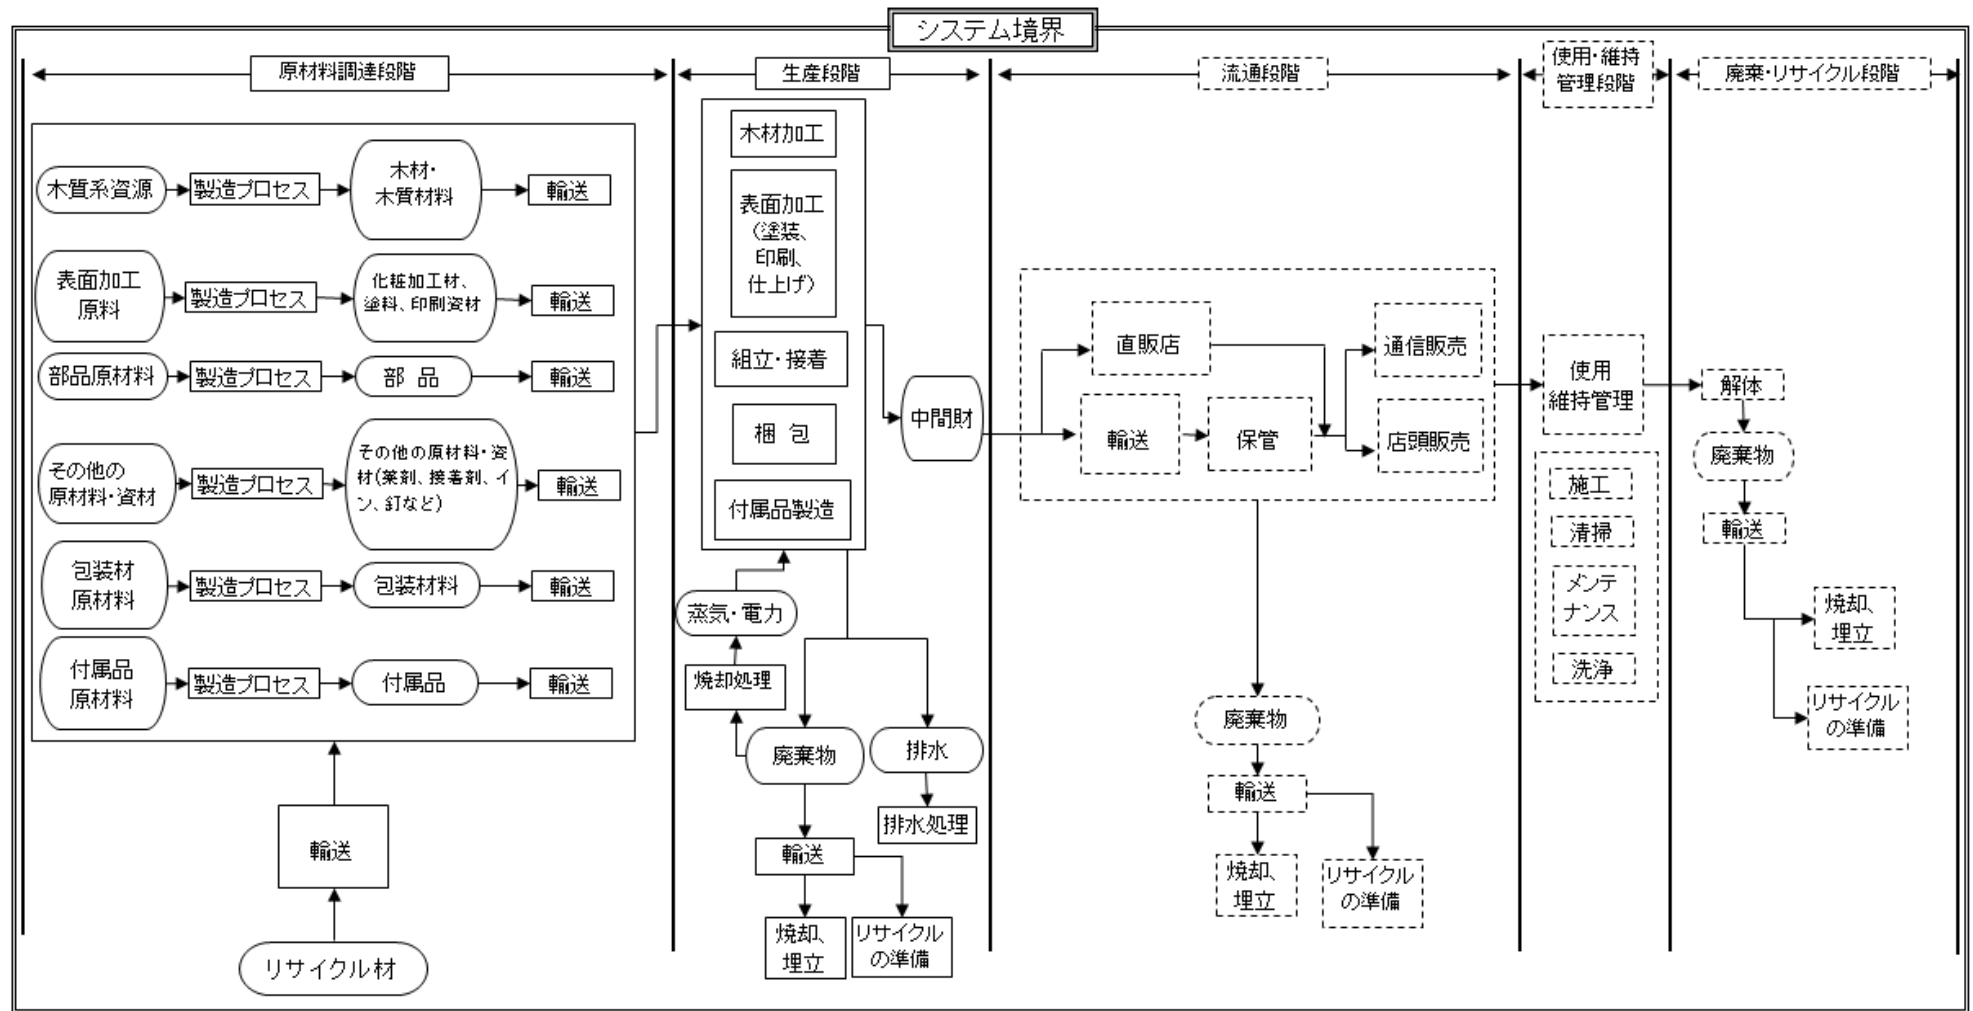 システム境界
原材料調達段階
生産段階
流通段階
使用・維持
管理段階
廃棄・リサイクル段階
木質系資源
製造プロセス
木材・
木質材料
輸送
表面加工
原料
製造プロセス
化粧加工材、
塗料、印刷資材
輸送
部品原材料
製造プロセス
部 品
輸送
その他の
原材料・資材
製造プロセス
その他の原材料・資
材(薬剤、接着剤、イ
ン、釘など)
輸送
包装材
原材料
製造プロセス
包装材料
輸送
付属品
原材料
製造プロセス
付属品
輸送
輸送
リサイクル材
木材加工
表面加工
(塗装、
印刷、
仕上げ)
組立・接着
梱 包
付属品製造
中間財
蒸気・電力
焼却処理
廃棄物
排水
排水処理
輸送
焼却、
埋立
リサイクル
の準備
直販店
輸送
保管
通信販売
店頭販売
廃棄物
輸送
焼却、
埋立
リサイクル
の準備
使用
維持管理
施工
清掃
メンテ
ナンス
洗浄
解体
廃棄物
輸送
焼却、
埋立
リサイクル
の準備